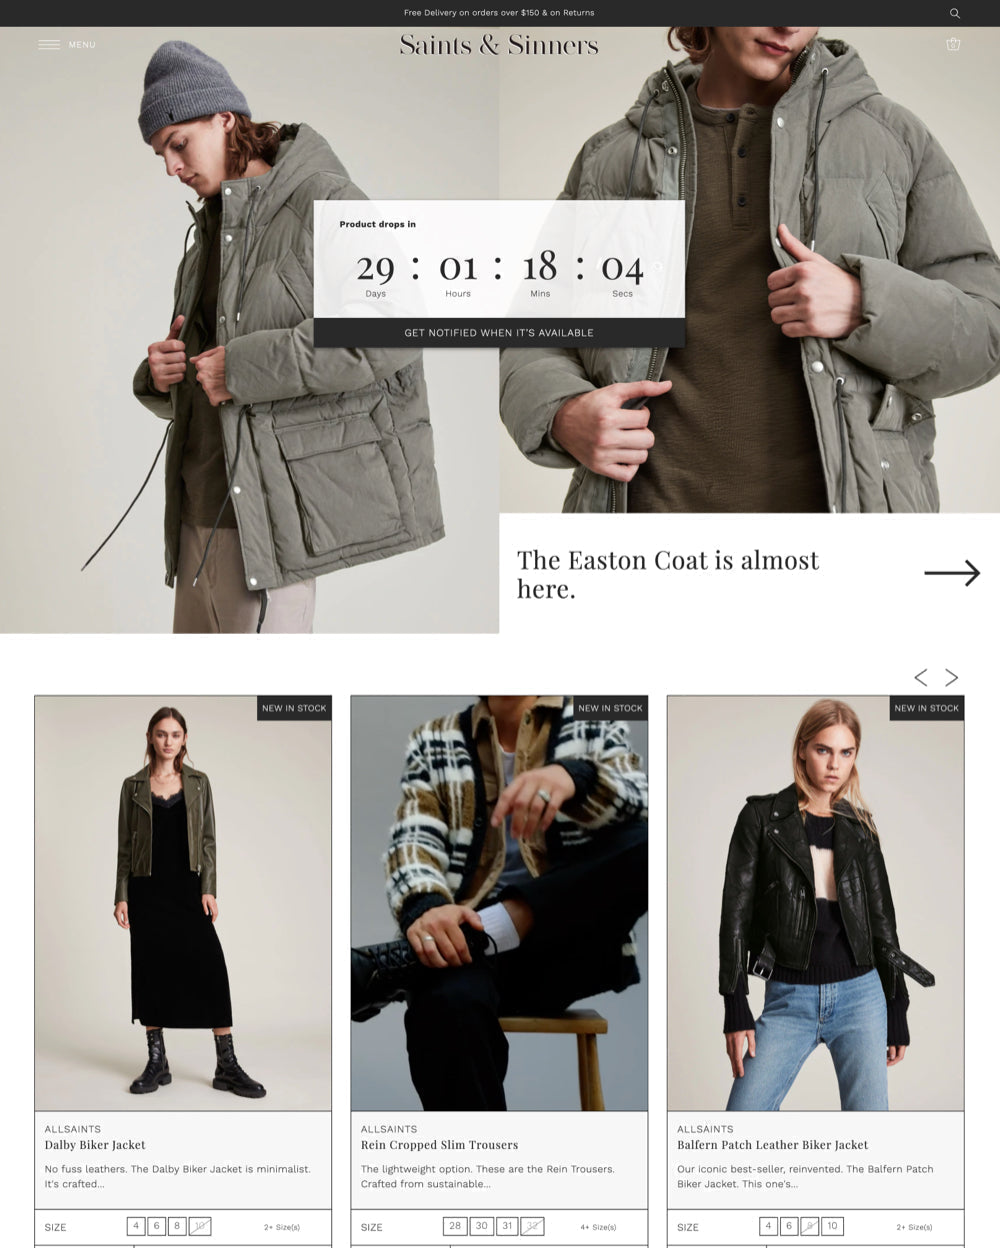 Free Delivery on orders over $150 & on Returns
MENU
Saints & Sinners
0
Product drops in
29 : 01 : 18 : 04
Days Hours Mins Secs
GET NOTIFIED WHEN IT'S AVAILABLE
The Easton Coat is almost
here.
NEW IN STOCK
ALLSAINTS
Dalby Biker Jacket
No fuss leathers. The Dalby Biker Jacket is minimalist.
It's crafted...
SIZE 4 6 8 10 2+ Size(s)
NEW IN STOCK
ALLSAINTS
Rein Cropped Slim Trousers
The lightweight option. These are the Rein Trousers.
Crafted from sustainable...
SIZE 28 30 31 32 4+ Size(s)
NEW IN STOCK
ALLSAINTS
Balfern Patch Leather Biker Jacket
Our iconic best-seller, reinvented. The Balfern Patch
Biker Jacket. This one's...
SIZE 4 6 8 10 2+ Size(s)